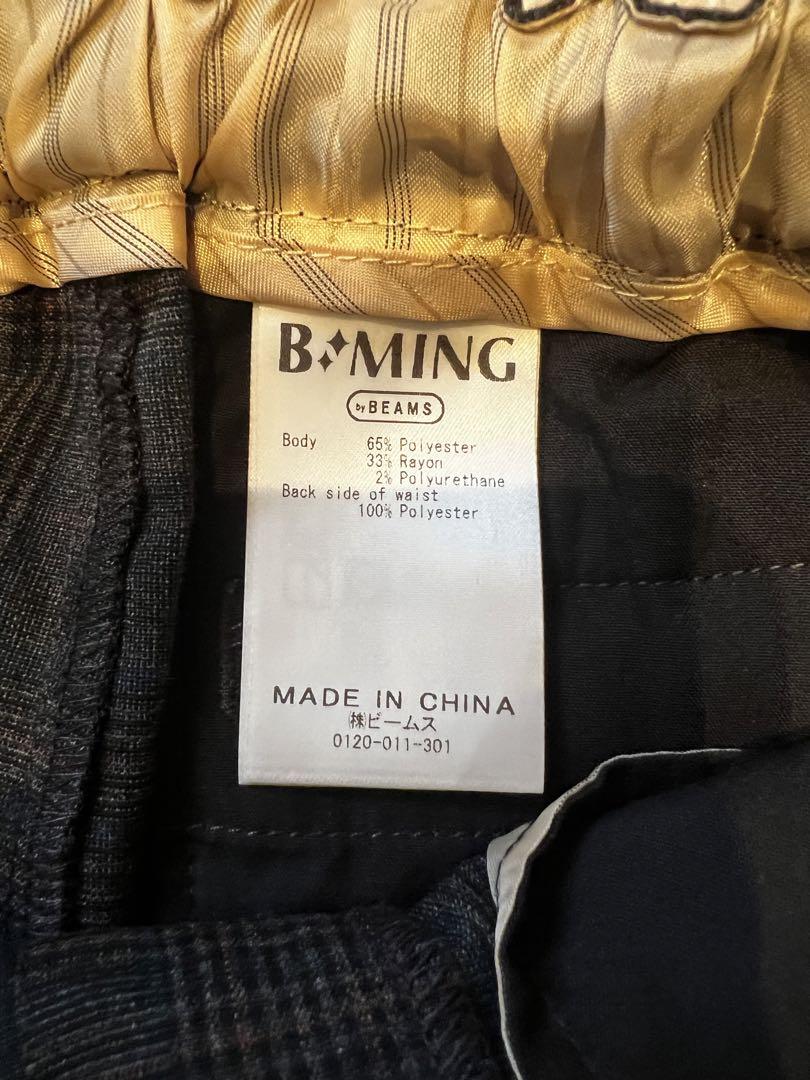 B MING
by BEAMS
Body 65% Polyester
33% Rayon
2% Polyurethane
Back side of waist
100% Polyester
MADE IN CHINA
㈱ビームス
0120-011-301